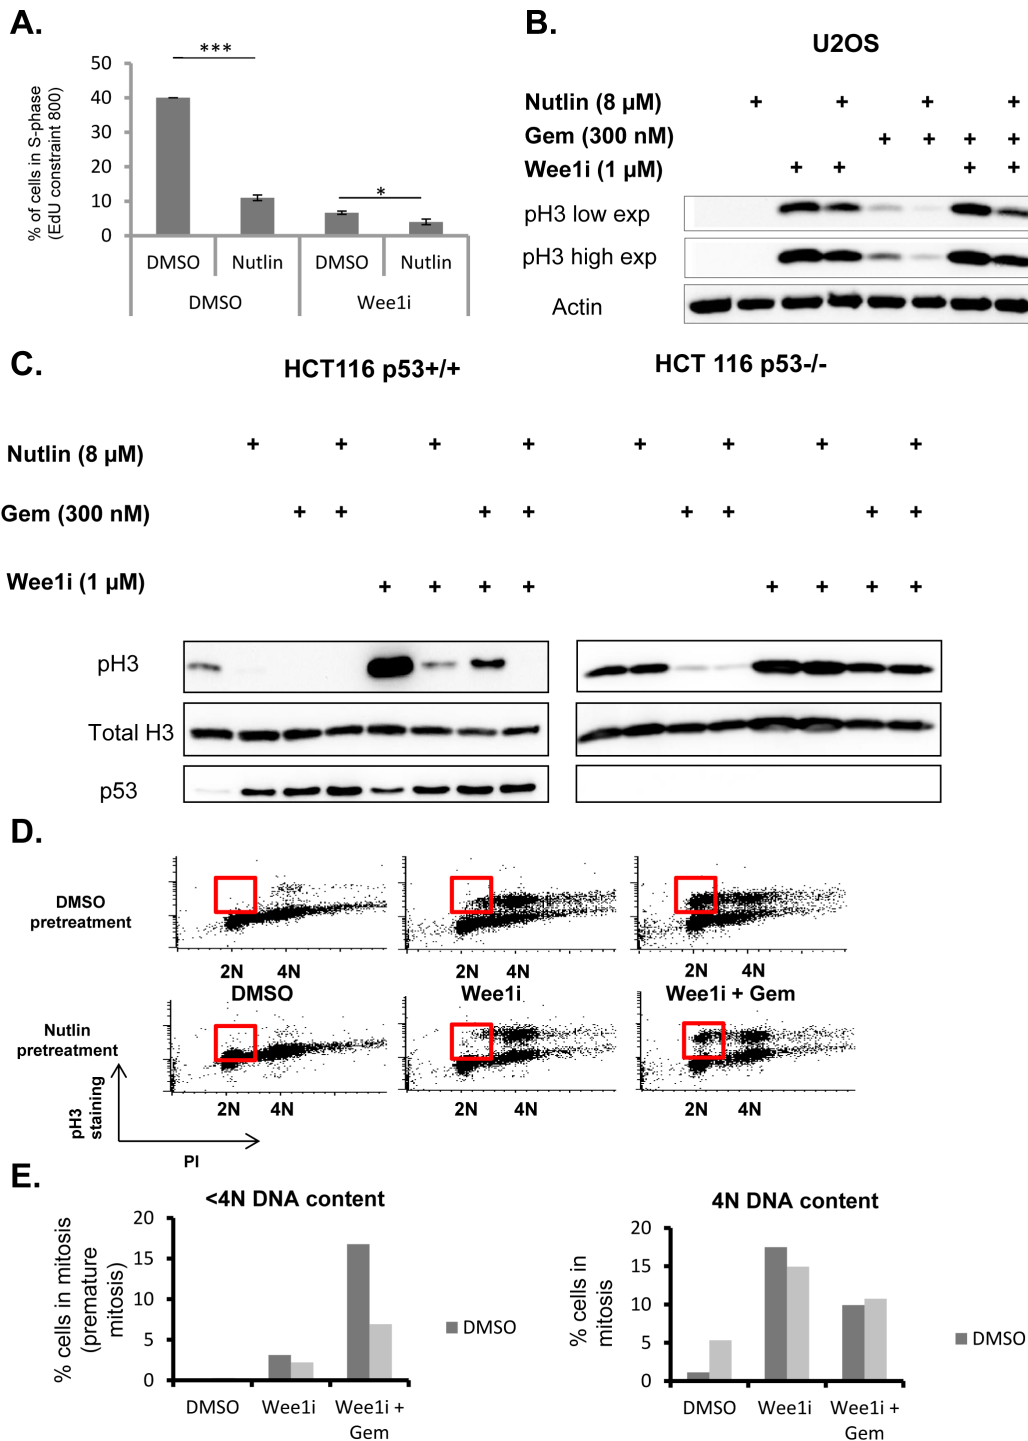 A.
% of cells in S-phase
(EdU constraint 800)
50
40
30
20
10
0
***
*
DMSO Nutlin DMSO Nutlin
DMSO Wee1i
B.
U2OS
Nutlin (8 µM) + + + +
Gem (300 nM) + + + +
Wee1i (1 µM) + + + +
pH3 low exp
pH3 high exp
Actin
C.
HCT116 p53+/+ HCT 116 p53-/-
Nutlin (8 µM) + + + + + + + +
Gem (300 nM) + + + + + + + +
Wee1i (1 µM) + + + + + + + +
pH3
Total H3
p53
D.
DMSO
pretreatment
2N 4N 2N 4N 2N 4N
DMSO Wee1i Wee1i + Gem
Nutlin
pretreatment
2N 4N 2N 4N 2N 4N
pH3
staining
PI
E.
<4N DNA content
% cells in mitosis
(premature
mitosis)
20
15
10
5
0
DMSO Wee1i Wee1i +
Gem
DMSO
4N DNA content
% cells in
mitosis
20
15
10
5
0
DMSO Wee1i Wee1i +
Gem
DMSO